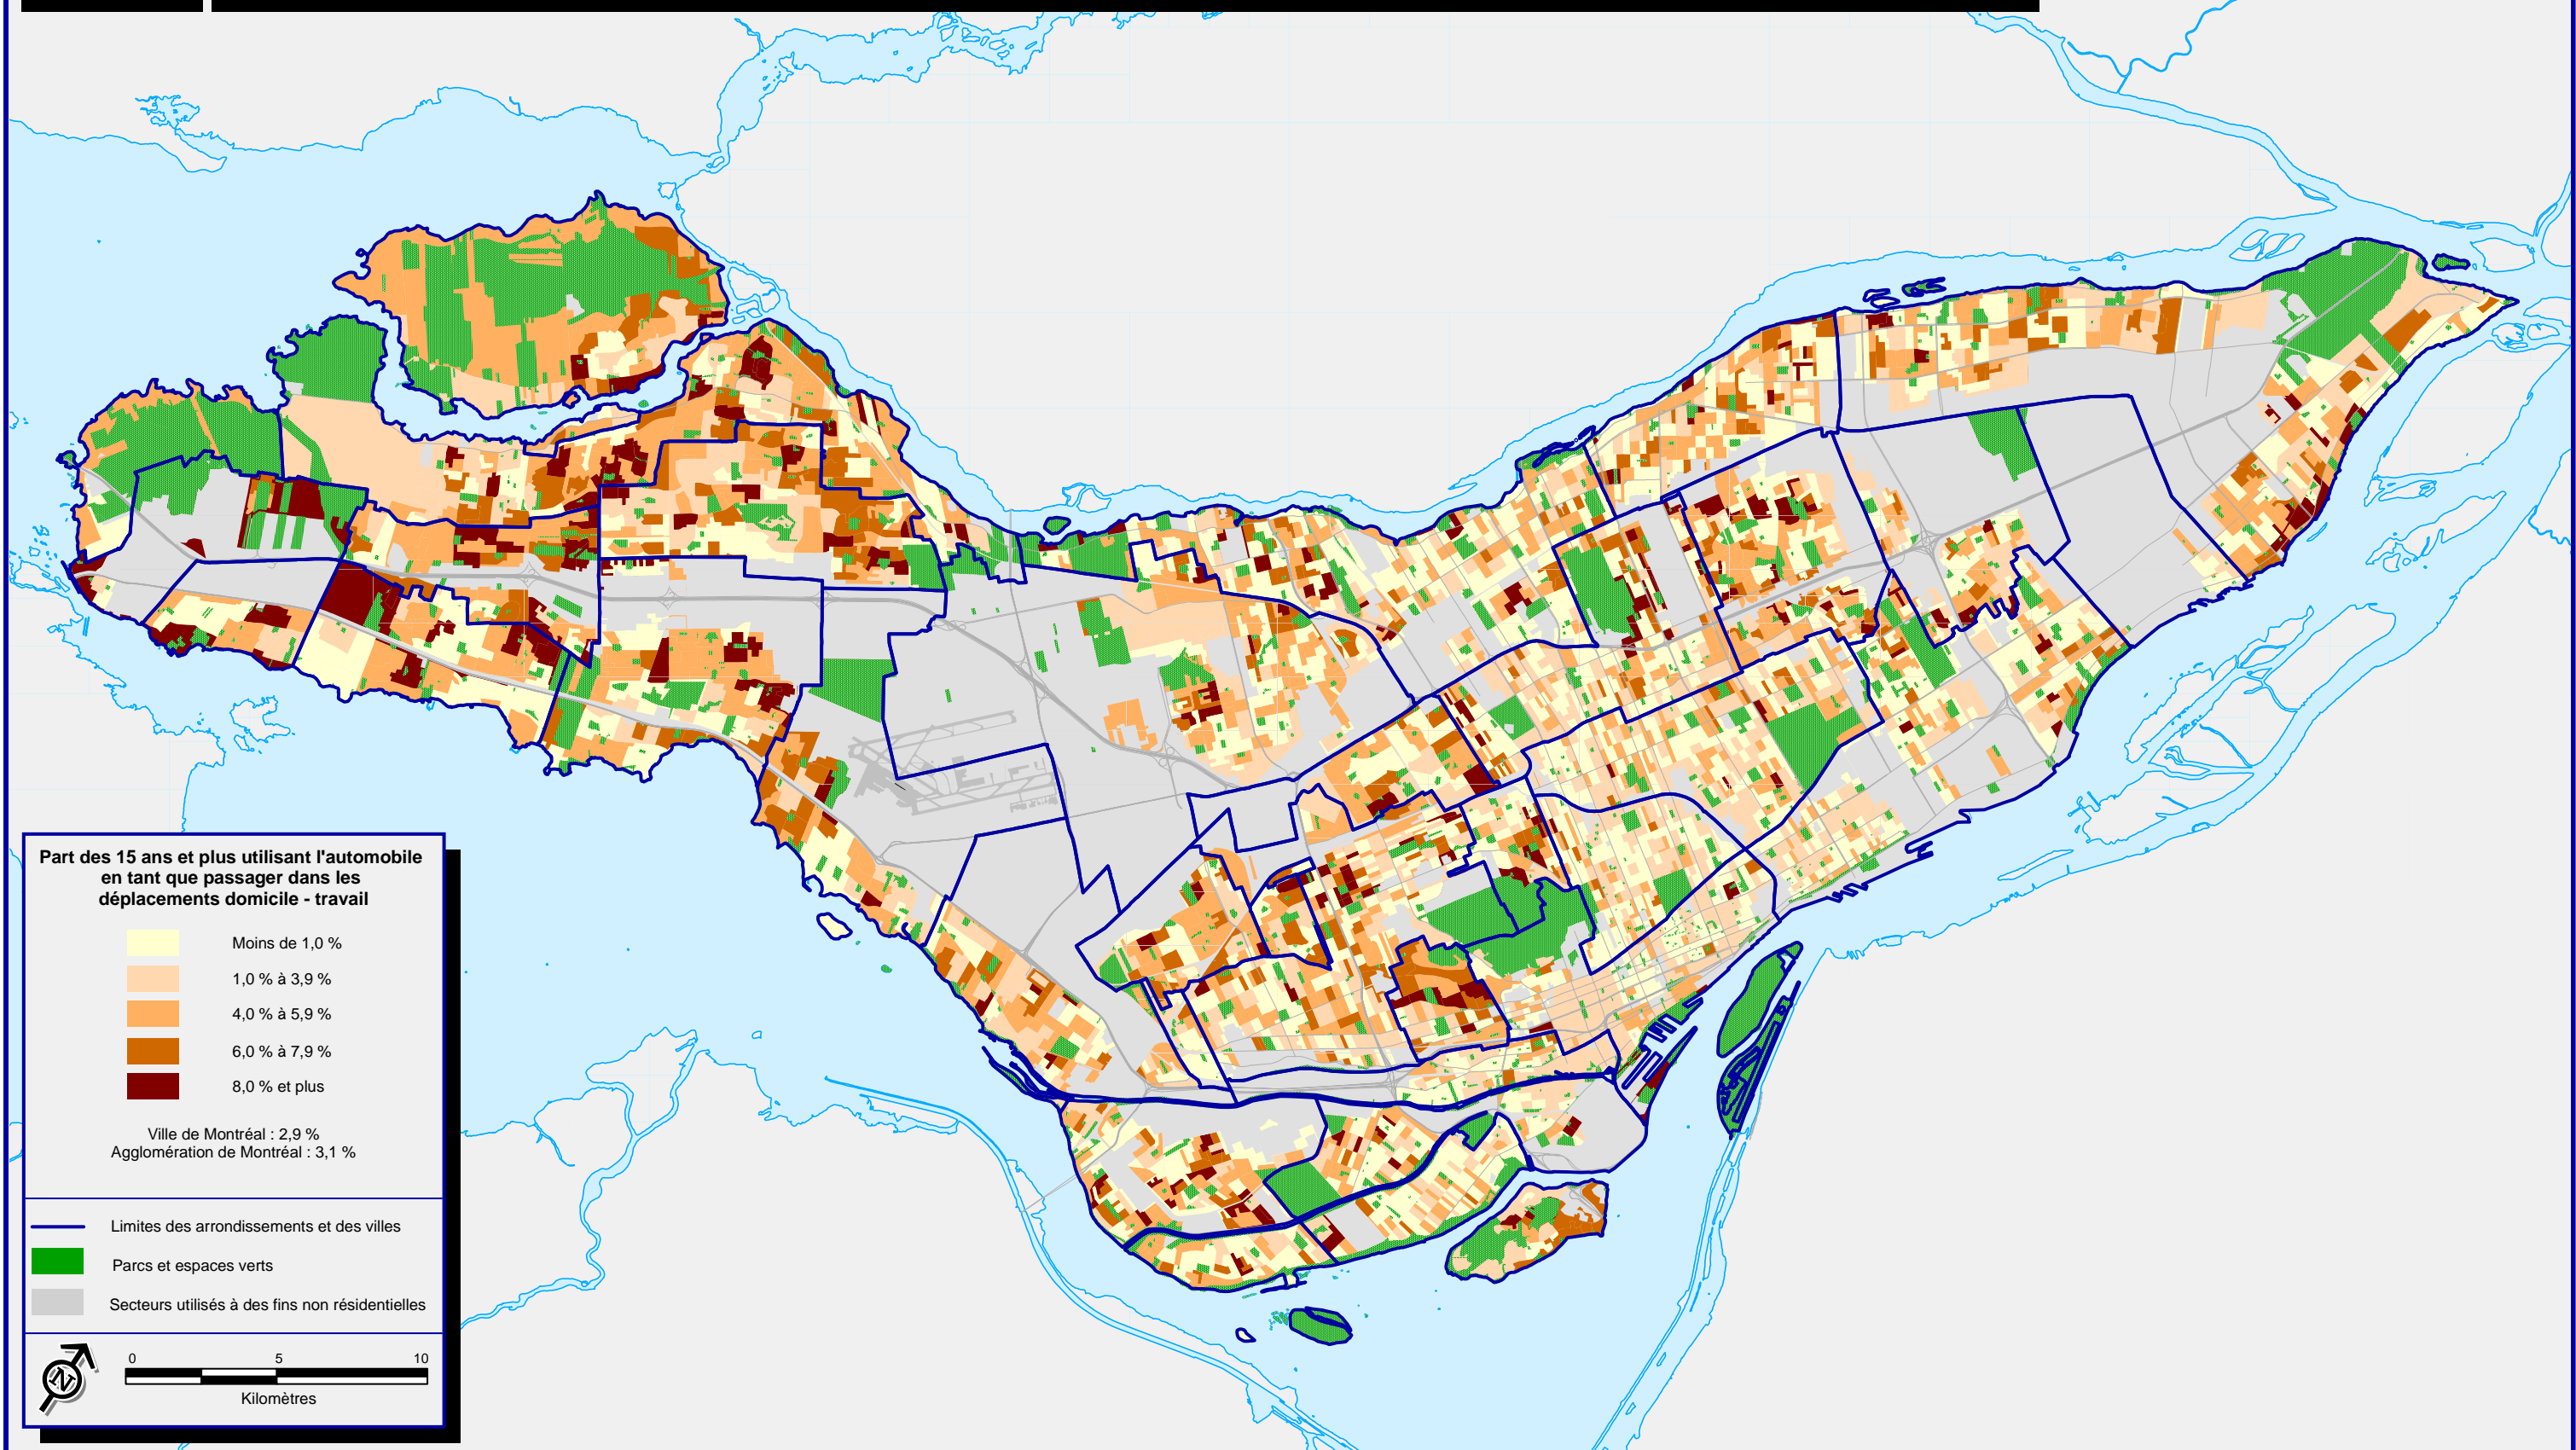 Part des 15 ans et plus utilisant l'automobile
en tant que passager dans les
déplacements domicile - travail
Moins de 1,0 %
1,0 % à 3,9 %
4,0 % à 5,9 %
6,0 % à 7,9 %
8,0 % et plus
Ville de Montréal : 2,9 %
Agglomération de Montréal : 3,1 %
Limites des arrondissements et des villes
Parcs et espaces verts
Secteurs utilisés à des fins non résidentielles
N
0 5 10
Kilomètres